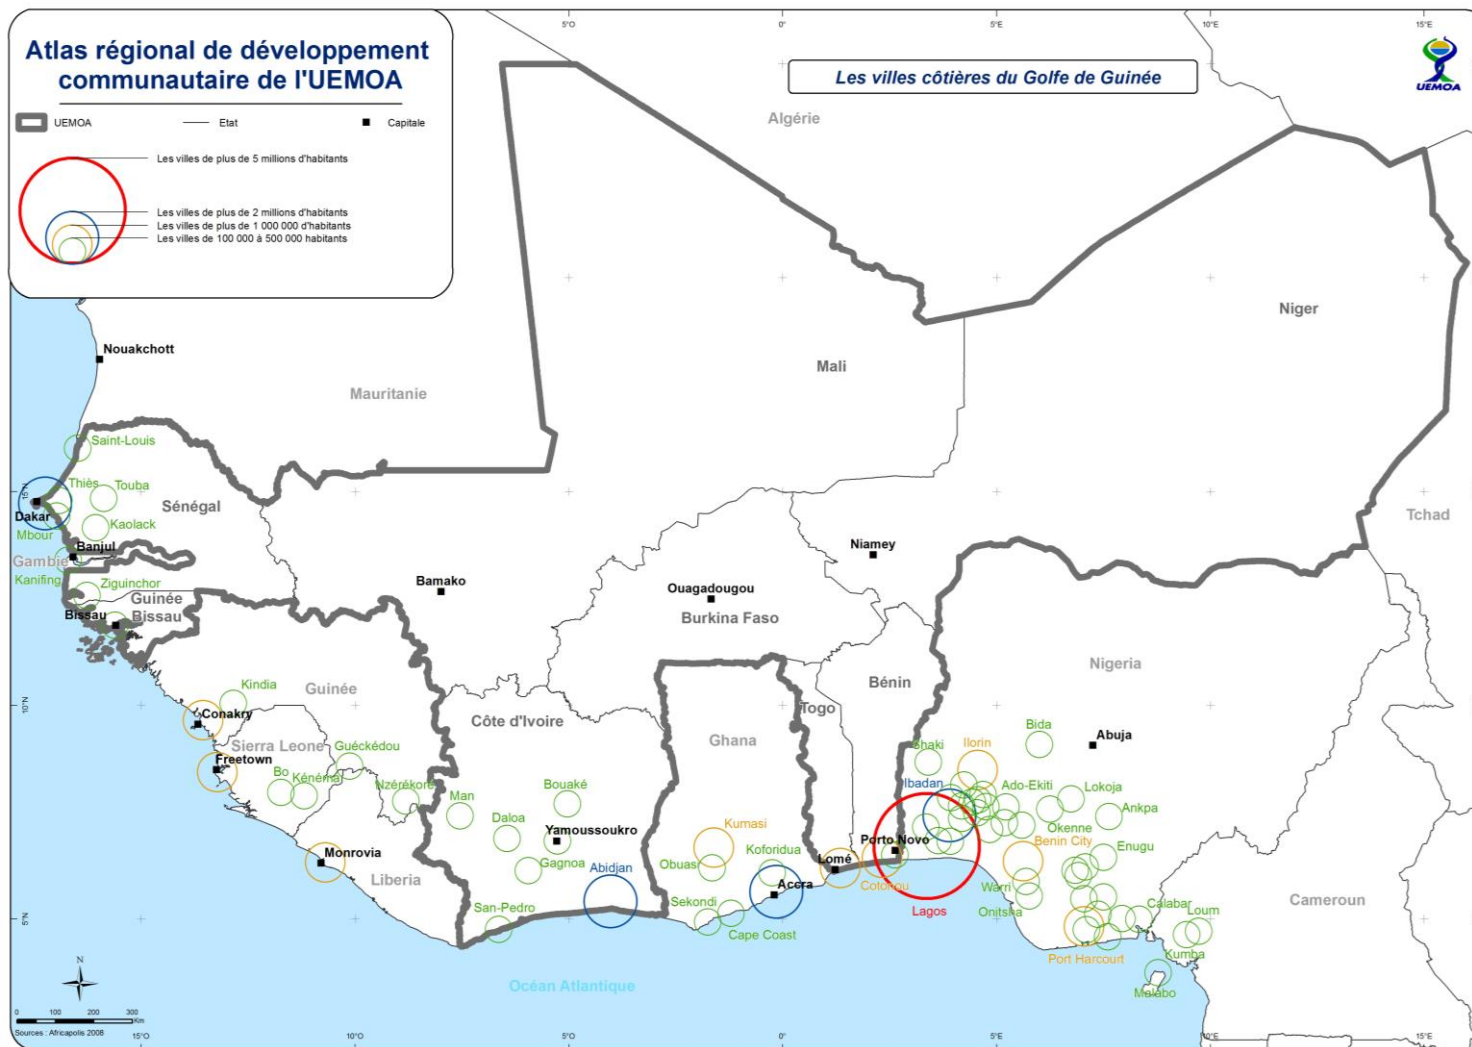 Atlas régional de développement
communautaire de l'UEMOA
UEMOA
Etat
Capitale
Les villes de plus de 5 millions d'habitants
Les villes de plus de 2 millions d'habitants
Les villes de plus de 1 000 000 d'habitants
Les villes de 100 000 à 500 000 habitants
5°O
0°
5°E
10°E
15°E
Les villes côtières du Golfe de Guinée
UEMOA
Algérie
Niger
Nouakchott
Mali
Mauritanie
Saint-Louis
Thiès
Touba
15°N
Sénégal
Dakar
Kaolack
Tchad
Mbour
Banjul
Niamey
Gambie
Kanifing
Ziguinchor
Bamako
Ouagadougou
Guinée
Bissau
Bissau
Burkina Faso
Nigeria
Bénin
Kindia
Guinée
10°N
Conakry
Togo
Côte d'Ivoire
Bida
Abuja
Ghana
Sierra Leone
Guéckédou
Shaki
Ilorin
Freetown
Bo
Kénéma
Nzérékoré
Bouaké
Ibadan
Ado-Ekiti
Lokoja
Man
Ankpa
Daloa
Kumasi
Okenne
Yamoussoukro
Porto Novo
Benin City
Enugu
Monrovia
Koforidua
Lomé
Gagnoa
Obuasi
Abidjan
Liberia
Accra
Cotonou
Warri
Sekondi
San-Pedro
Lagos
Onitsha
Calabar
Loum
Cameroun
5°N
Cape Coast
Kumba
Port Harcourt
N
Océan Atlantique
Malabo
0 100 200 300
Km
Sources : Africapolis 2008
15°O
10°O
5°O
0°
5°E
10°E
15°E